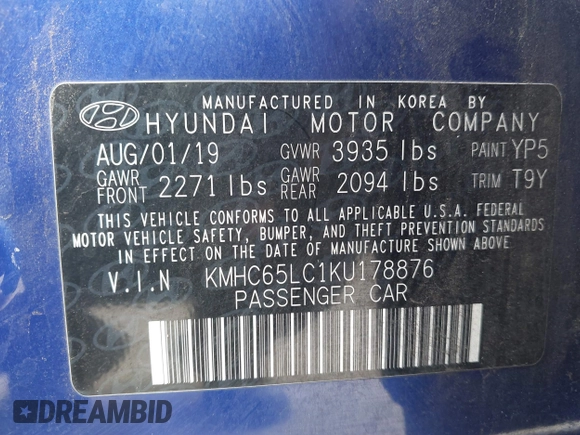 MANUFACTURED IN KOREA BY
HYUNDAI MOTOR COMPANY
AUG/01/19 GVWR 3935 lbs PAINT YP5
GAWR FRONT 2271 lbs GAWR REAR 2094 lbs TRIM T9Y
THIS VEHICLE CONFORMS TO ALL APPLICABLE U.S.A. FEDERAL
MOTOR VEHICLE SAFETY, BUMPER, AND THEFT PREVENTION STANDARDS
IN EFFECT ON THE DATE OF MANUFACTURE SHOWN ABOVE
V.I.N KMHC65LC1KU178876
PASSENGER CAR
DREAMBID